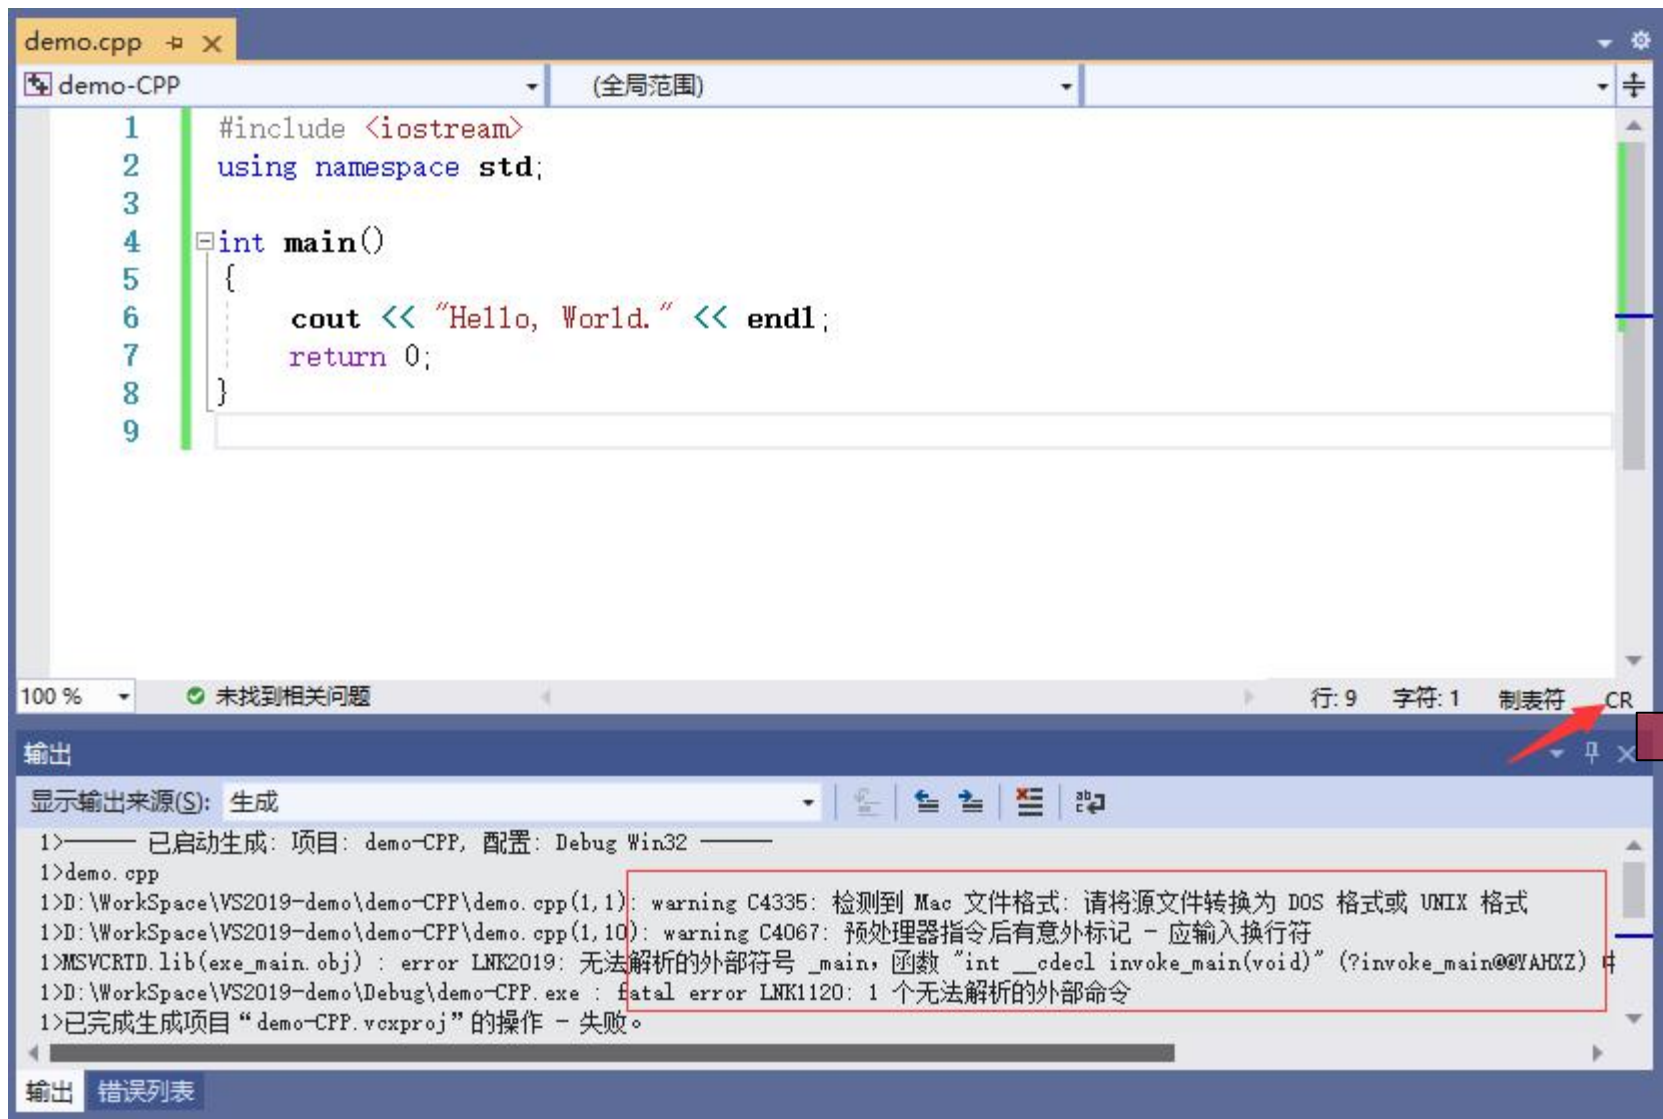 demo.cpp
demo-CPP (全局范围)
1 #include <iostream>
2 using namespace std;
3
4 int main()
5 {
6 cout << "Hello, World." << endl;
7 return 0;
8 }
9
100 % 未找到相关问题 行: 9 字符: 1 制表符 CR
输出
显示输出来源(S): 生成
1>—— 已启动生成: 项目: demo-CPP, 配置: Debug Win32 ——
1>demo.cpp
1>D:\WorkSpace\VS2019-demo\demo-CPP\demo.cpp(1,1): warning C4335: 检测到 Mac 文件格式: 请将源文件转换为 DOS 格式或 UNIX 格式
1>D:\WorkSpace\VS2019-demo\demo-CPP\demo.cpp(1,10): warning C4067: 预处理器指令后有意外标记 - 应输入换行符
1>MSVCRTD.lib(exe_main.obj) : error LNK2019: 无法解析的外部符号 _main，函数 "int __cdecl invoke_main(void)" (?invoke_main@@YAHXZ)
1>D:\WorkSpace\VS2019-demo\Debug\demo-CPP.exe : fatal error LNK1120: 1 个无法解析的外部命令
1>已完成生成项目“demo-CPP.vcxproj”的操作 - 失败。
输出 错误列表